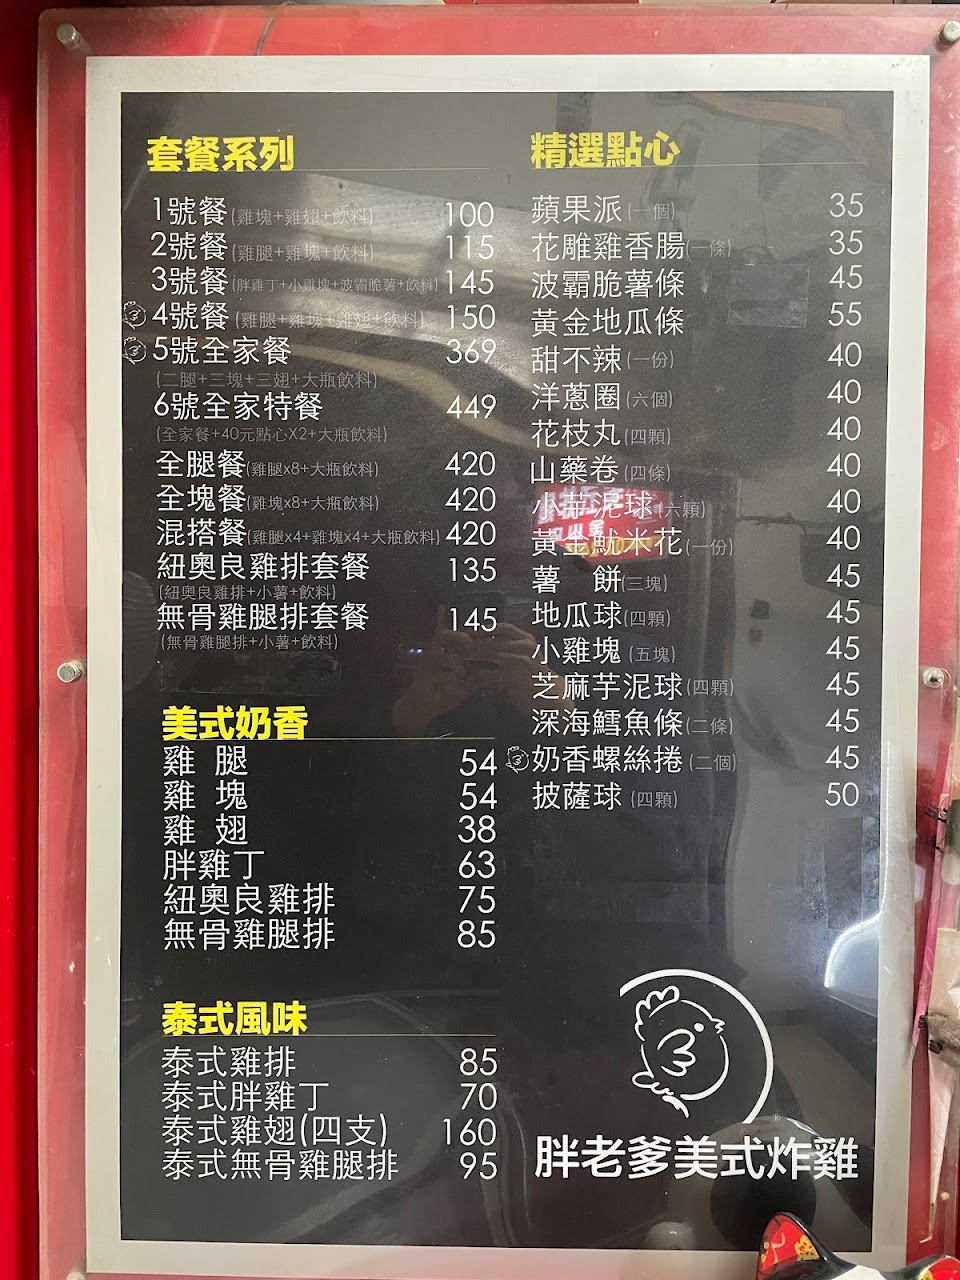 套餐系列
1號餐(雞塊+雞翅+飲料) 100
2號餐(雞腿+雞塊+飲料) 115
3號餐(胖雞丁+小雞塊+波霸脆薯+飲料) 145
4號餐(雞腿+雞塊+雞翅+飲料) 150
5號全家餐 369
(二腿+三塊+三翅+大瓶飲料)
6號全家特餐 449
(全家餐+40元點心X2+大瓶飲料)
全腿餐(雞腿x8+大瓶飲料) 420
全塊餐(雞塊x8+大瓶飲料) 420
混搭餐(雞腿x4+雞塊x4+大瓶飲料) 420
紐奧良雞排套餐 135
(紐奧良雞排+小薯+飲料)
無骨雞腿排套餐 145
(無骨雞腿排+小薯+飲料)
美式奶香
雞 腿 54
雞 塊 54
雞 翅 38
胖雞丁 63
紐奧良雞排 75
無骨雞腿排 85
泰式風味
泰式雞排 85
泰式胖雞丁 70
泰式雞翅(四支) 160
泰式無骨雞腿排 95
精選點心
蘋果派(一個) 35
花雕雞香腸(一條) 35
波霸脆薯條 45
黃金地瓜條 55
甜不辣(一份) 40
洋蔥圈(六個) 40
花枝丸(四顆) 40
山藥卷(四條) 40
小芋泥球(六顆) 40
黃金魷米花(一份) 40
薯 餅(三塊) 45
地瓜球(四顆) 45
小雞塊(五塊) 45
芝麻芋泥球(四顆) 45
深海鱈魚條(二條) 45
奶香螺絲捲(二個) 45
披薩球(四顆) 50
胖老爹美式炸雞